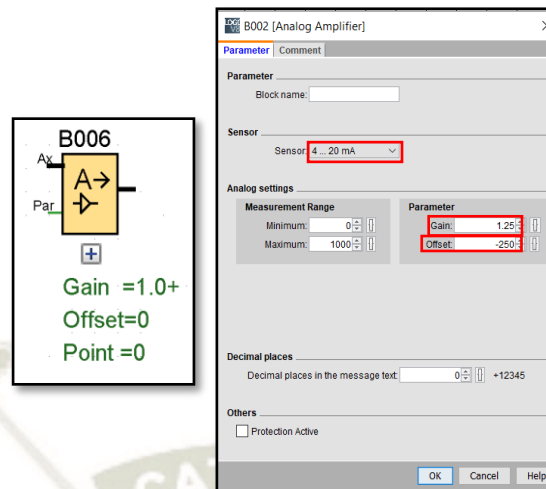 B006
Ax
A→
Par
Gain =1.0+
Offset=0
Point =0
B002 [Analog Amplifier]
Parameter Comment
Parameter
Block name:
Sensor
Sensor: 4 ... 20 mA
Analog settings
Measurement Range Parameter
Minimum: 0 Gain: 1.25
Maximum: 1000 Offset: -250
Decimal places
Decimal places in the message text: 0 +12345
Others
Protection Active
OK Cancel Help